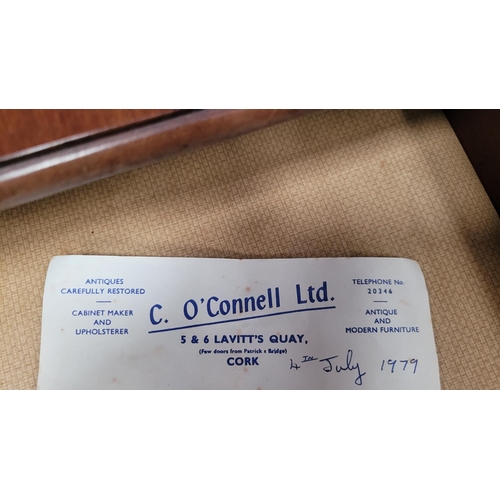 ANTIQUES
CAREFULLY RESTORED
CABINET MAKER
AND
UPHOLSTERER
C. O'Connell Ltd.
5 & 6 LAVITT'S QUAY,
(Few doors from Patrick's Bridge)
CORK
TELEPHONE No.
20346
ANTIQUE
AND
MODERN FURNITURE
4th July 1979